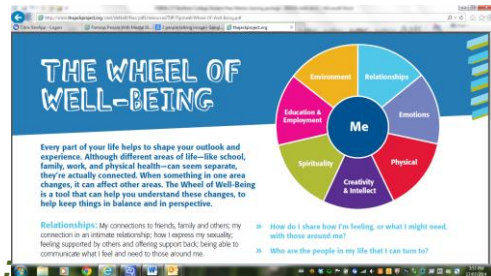 THE WHEEL OF
WELL-BEING
Every part of your life helps to shape your outlook and
experience. Although different areas of life—like school,
family, work, and physical health—can seem separate,
they're actually connected. When something in one area
changes, it can affect other areas. The Wheel of Well-Being
is a tool that can help you understand these changes, to
help keep things in balance and in perspective.
Relationships: My connections to friends, family and others; my
connection in an intimate relationship; how I express my sexuality;
feeling supported by others and offering support back; being able to
communicate what I feel and need to those around me.
Environment
Relationships
Education &
Employment
Emotions
Me
Spirituality
Physical
Creativity
& Intellect
» How do I share how I'm feeling, or what I might need,
with those around me?
» Who are the people in my life that I can turn to?